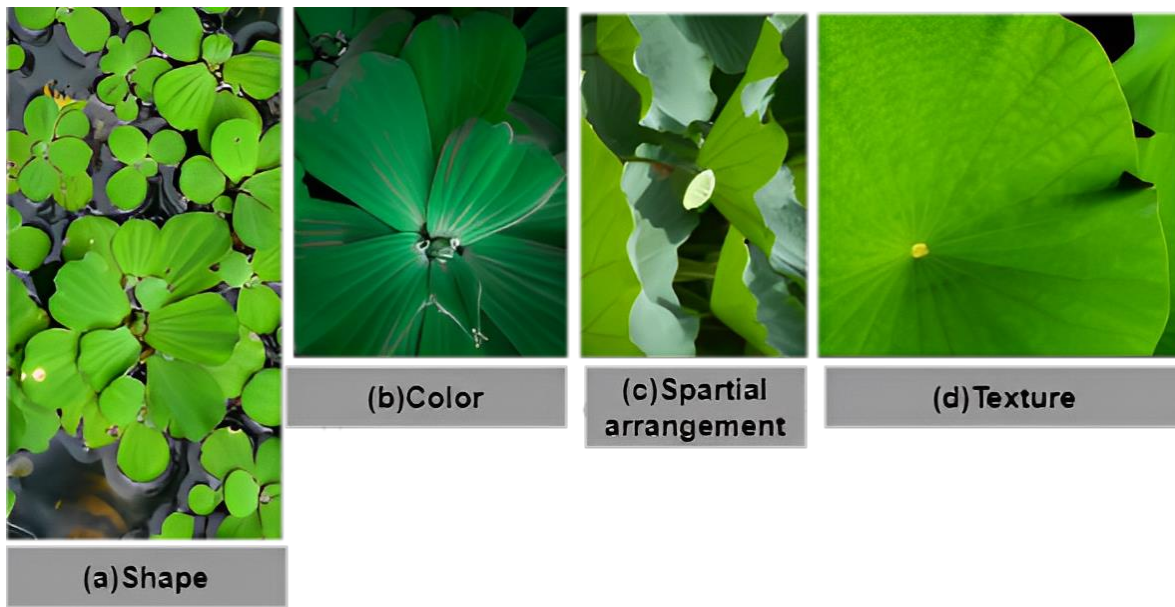 (b)Color
(c)Spartial
arrangement
(d)Texture
(a)Shape